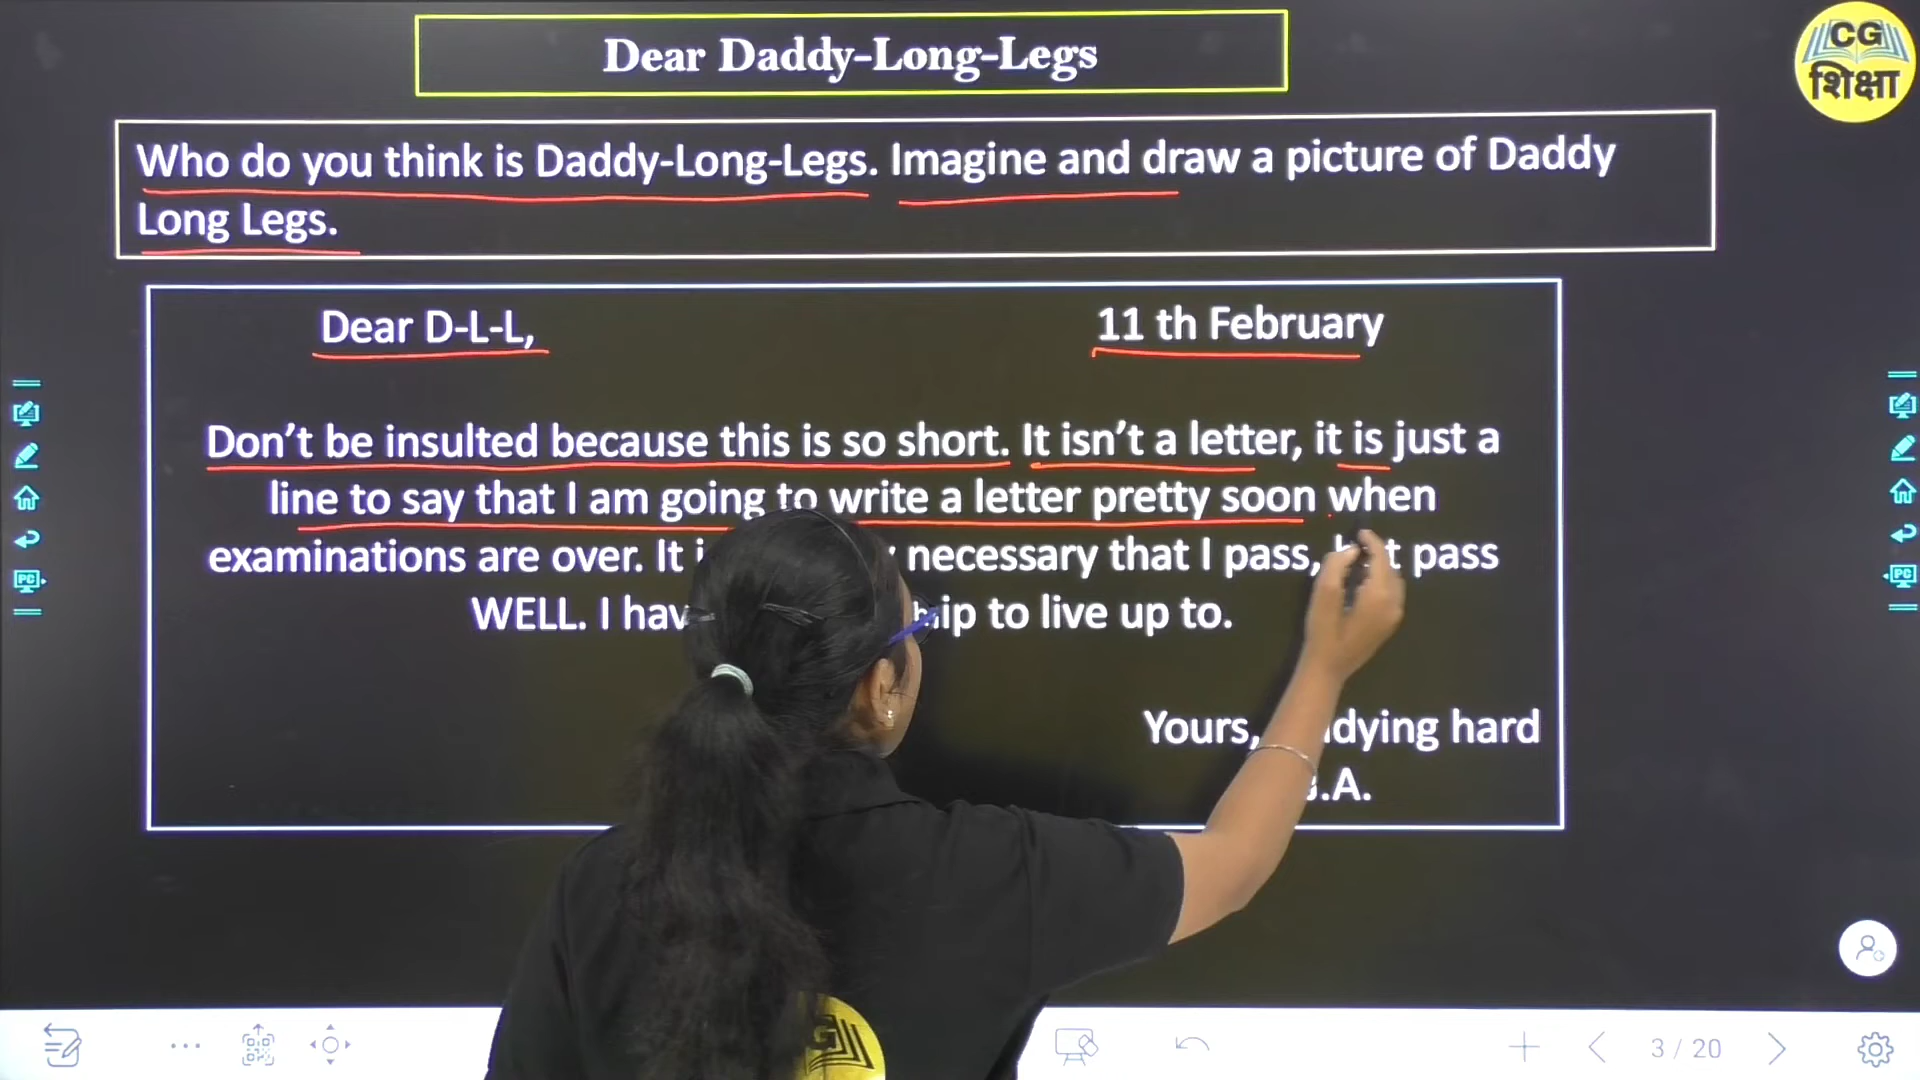 Dear Daddy-Long-Legs
CG
शिक्षा
Who do you think is Daddy-Long-Legs. Imagine and draw a picture of Daddy
Long Legs.
Dear D-L-L,
11 th February
Don't be insulted because this is so short. It isn't a letter, it is just a
line to say that I am going to write a letter pretty soon when
examinations are over. It necessary that I pass, pass
WELL. I to live up to.
Yours, hard
PC
PC
3 / 20